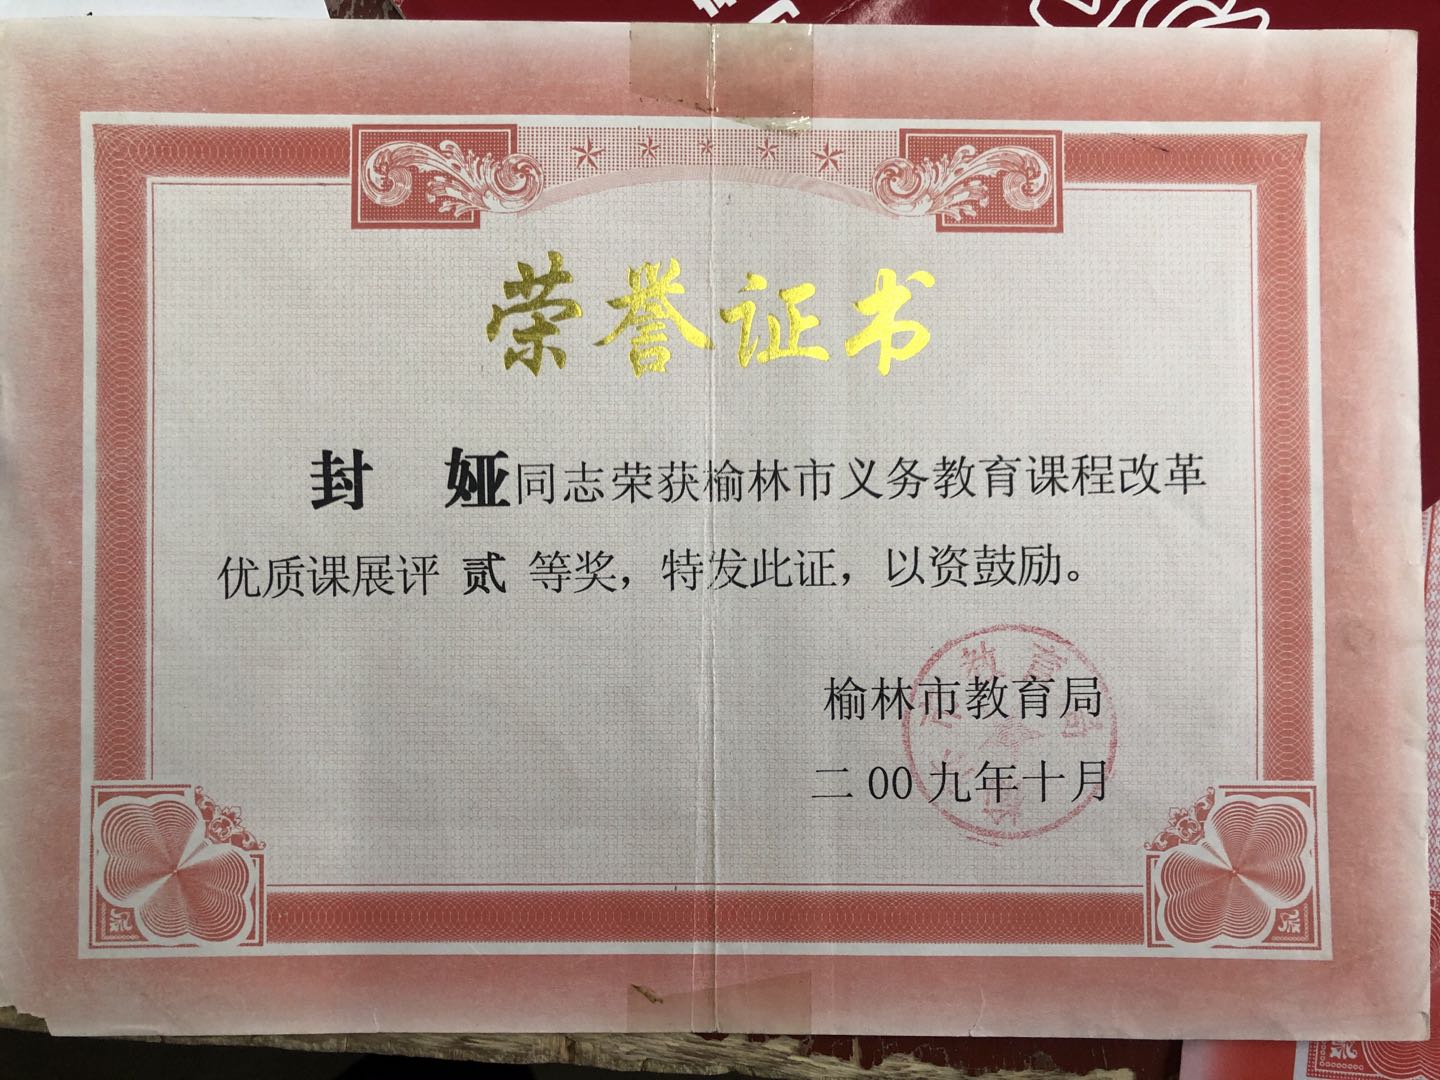 荣誉证书
封 娅同志荣获榆林市义务教育课程改革
优质课展评 贰 等奖，特发此证，以资鼓励。
榆林市教育局
二00九年十月